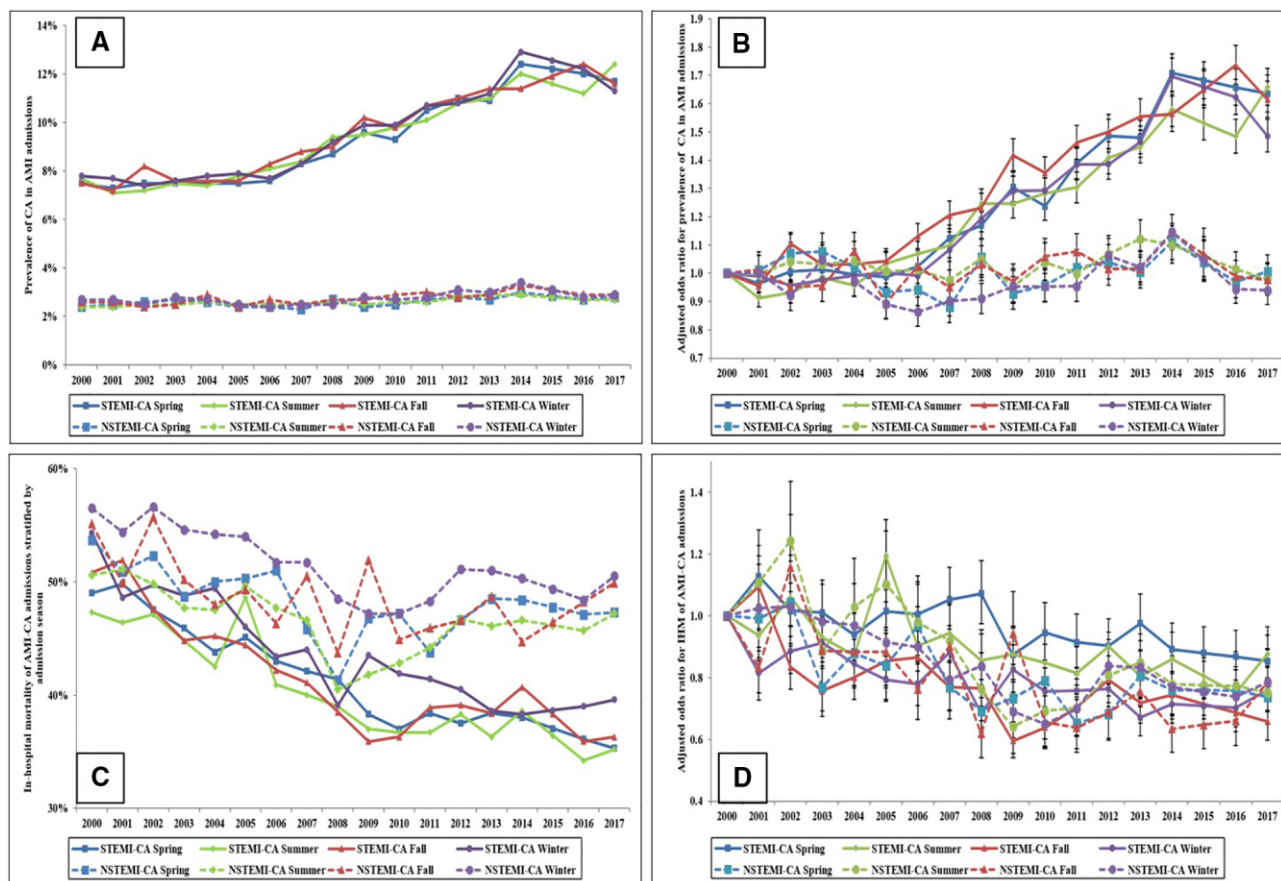 A
Prevalence of CA in AMI admissions
12%
10%
8%
6%
4%
2%
0%
2000 2001 2002 2003 2004 2005 2006 2007 2008 2009 2010 2011 2012 2013 2014 2015 2016 2017
STEMI-CA Spring STEMI-CA Summer STEMI-CA Fall STEMI-CA Winter
NSTEMI-CA Spring NSTEMI-CA Summer NSTEMI-CA Fall NSTEMI-CA Winter
B
Adjusted odds ratio for prevalence of CA in AMI admissions
1.9
1.8
1.7
1.6
1.5
1.4
1.3
1.2
1.1
1.0
0.9
0.8
0.7
2000 2001 2002 2003 2004 2005 2006 2007 2008 2009 2010 2011 2012 2013 2014 2015 2016 2017
STEMI-CA Spring STEMI-CA Summer STEMI-CA Fall STEMI-CA Winter
NSTEMI-CA Spring NSTEMI-CA Summer NSTEMI-CA Fall NSTEMI-CA Winter
C
In-hospital mortality of AMI-CA admissions stratified by
admission season
60%
50%
40%
30%
2000 2001 2002 2003 2004 2005 2006 2007 2008 2009 2010 2011 2012 2013 2014 2015 2016 2017
STEMI-CA Spring STEMI-CA Summer STEMI-CA Fall STEMI-CA Winter
NSTEMI-CA Spring NSTEMI-CA Summer NSTEMI-CA Fall NSTEMI-CA Winter
D
Adjusted odds ratio for IHM of AMI-CA admissions
1.4
1.2
1.0
0.8
0.6
0.4
2000 2001 2002 2003 2004 2005 2006 2007 2008 2009 2010 2011 2012 2013 2014 2015 2016 2017
STEMI-CA Spring STEMI-CA Summer STEMI-CA Fall STEMI-CA Winter
NSTEMI-CA Spring NSTEMI-CA Summer NSTEMI-CA Fall NSTEMI-CA Winter